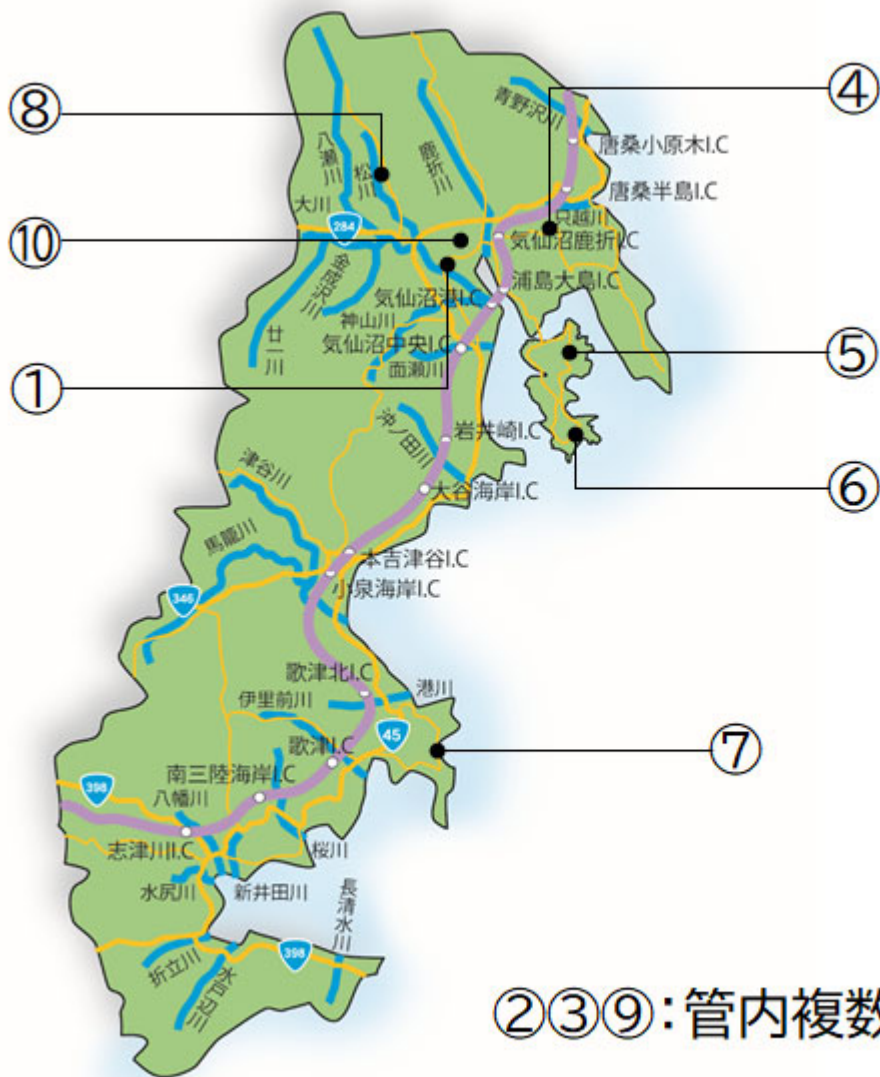 ⑧
④
青野沢川
八瀬川
松川
鹿折川
唐桑小原木I.C
唐桑半島I.C
大川
284
只越川
⑩
気仙沼鹿折I.C
金成沢川
浦島大島I.C
気仙沼港I.C
神山川
廿一川
気仙沼中央I.C
①
面瀬川
⑤
沖ノ田川
岩井崎I.C
⑥
津谷川
大谷海岸I.C
馬籠川
本吉津谷I.C
小泉海岸I.C
346
歌津北I.C
港川
伊里前川
45
歌津I.C
⑦
南三陸海岸I.C
398
八幡川
志津川I.C
桜川
水尻川
新井田川
長清水川
398
折立川
水戸辺川
②③⑨:管内複数